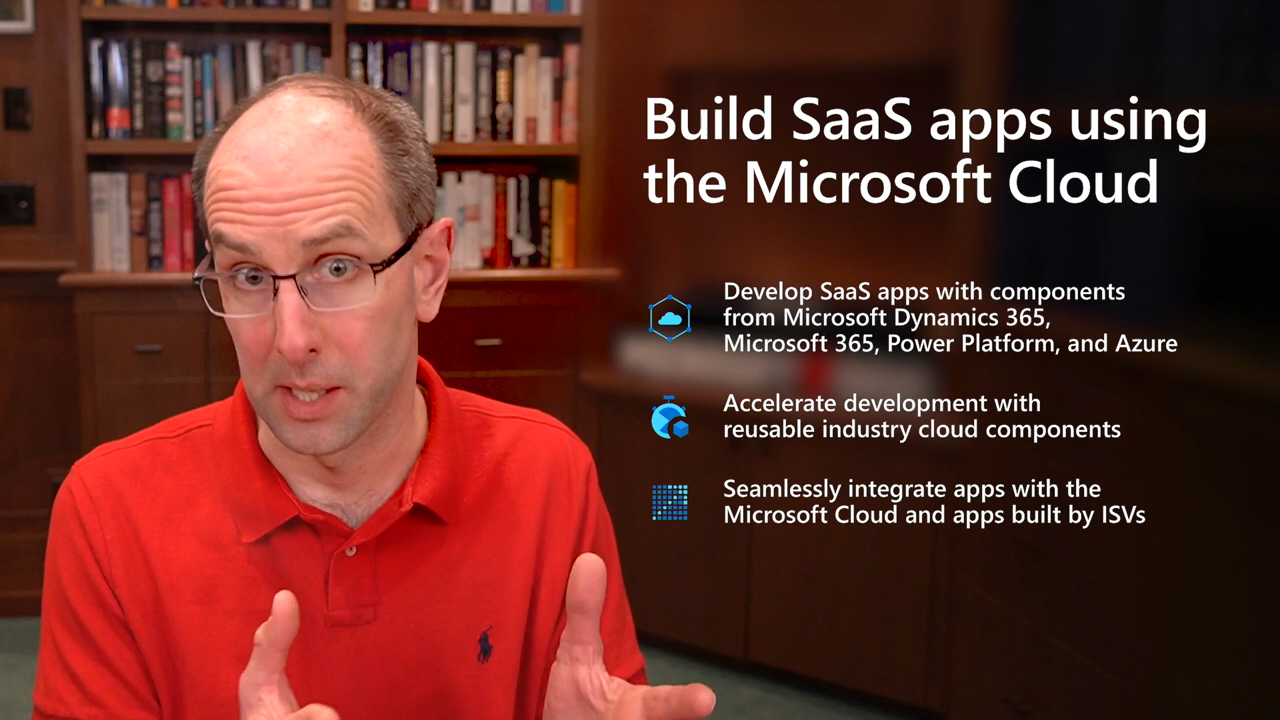 Build SaaS apps using
the Microsoft Cloud
Develop SaaS apps with components
from Microsoft Dynamics 365,
Microsoft 365, Power Platform, and Azure
Accelerate development with
reusable industry cloud components
Seamlessly integrate apps with the
Microsoft Cloud and apps built by ISVs